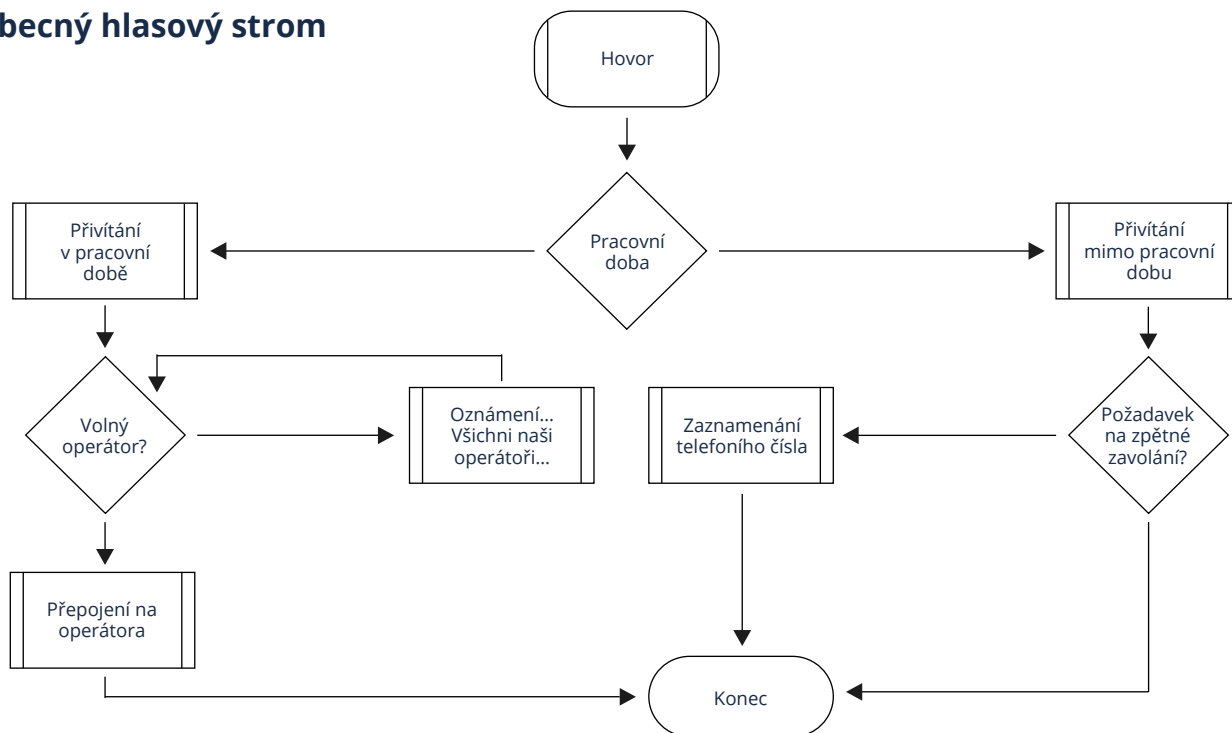 becný hlasový strom
Hovor
Pracovní
doba
Přivítání
v pracovní
době
Přivítání
mimo pracovní
dobu
Volný
operátor?
Oznámení...
Všichni naši
operátoři...
Zaznamenání
telefoního čísla
Požadavek
na zpětné
zavolání?
Přepojení na
operátora
Konec